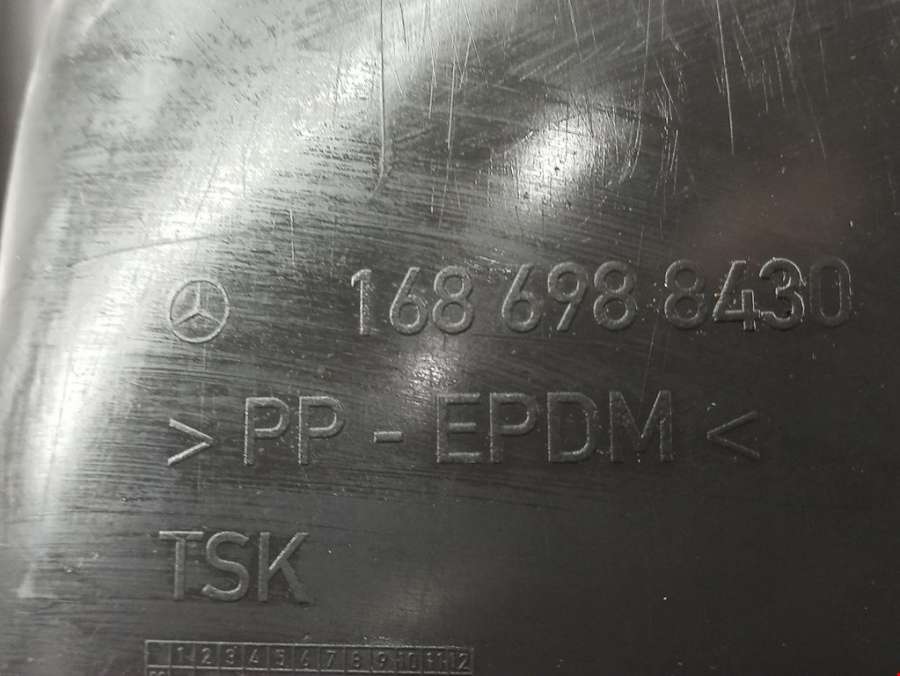 168 698 8430
> PP - EPDM <
TSK
1 2 3 4 5 6 7 8 9 10 11 12